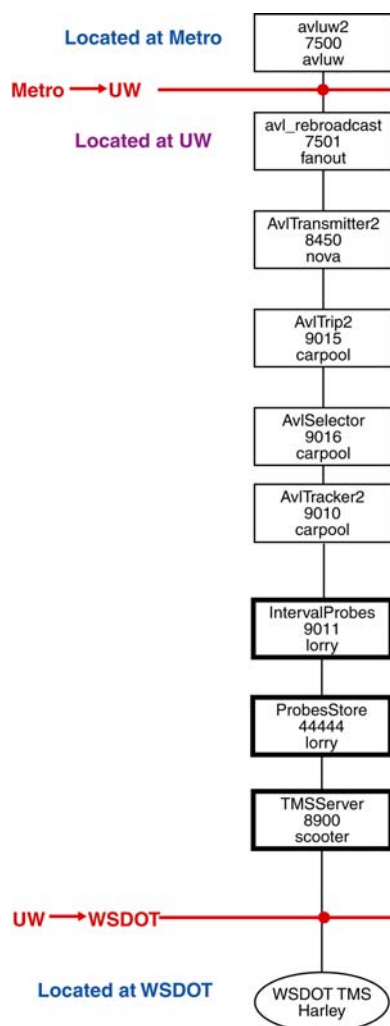 Located at Metro
avluw2
7500
avluw
Metro → UW
Located at UW
avl_rebroadcast
7501
fanout
AvlTransmitter2
8450
nova
AvlTrip2
9015
carpool
AvlSelector
9016
carpool
AvlTracker2
9010
carpool
IntervalProbes
9011
lorry
ProbesStore
44444
lorry
TMSServer
8900
scooter
UW → WSDOT
Located at WSDOT
WSDOT TMS
Harley